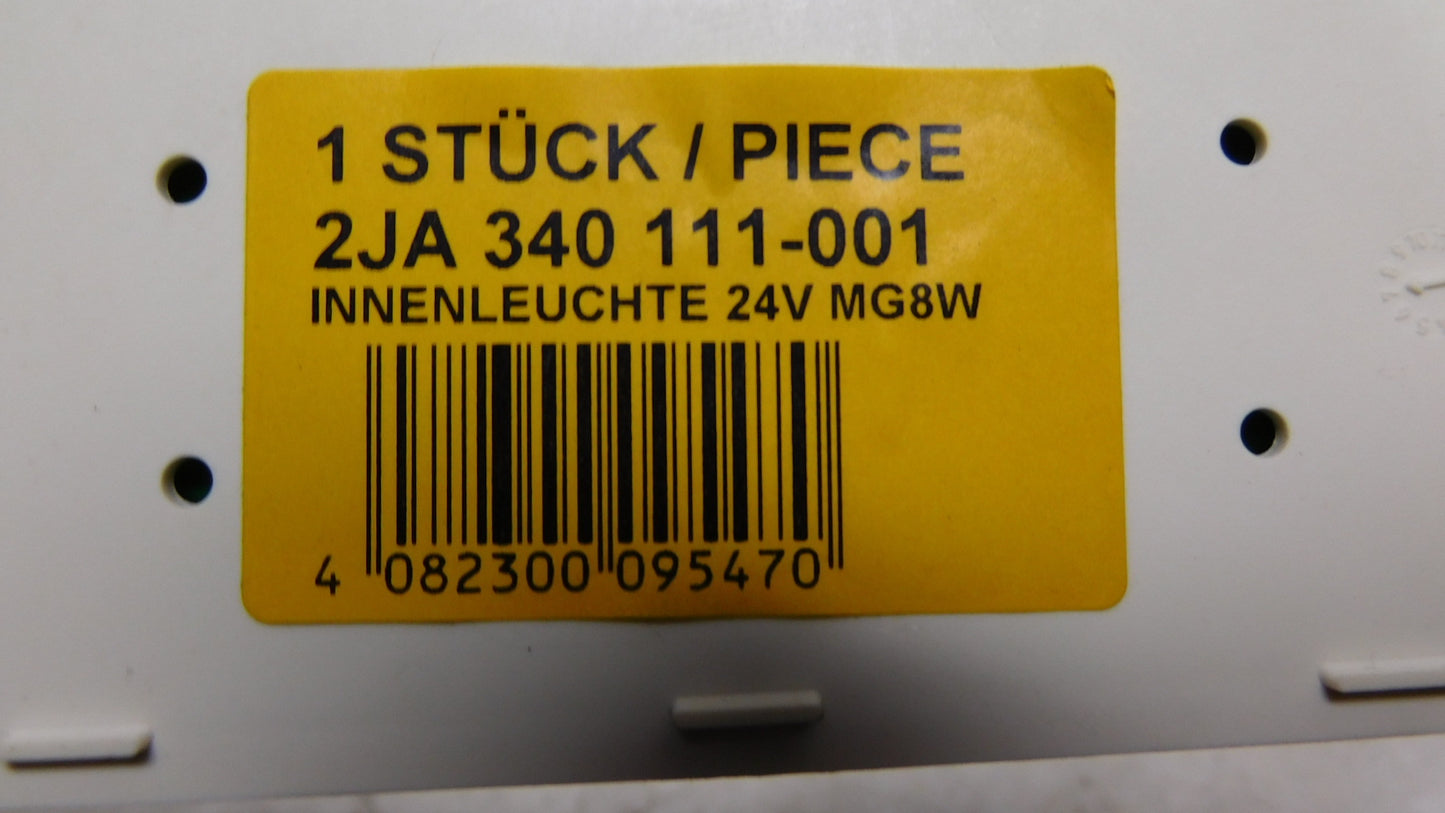 1 STÜCK / PIECE
2JA 340 111-001
INNENLEUCHTE 24V MG8W
4 082300 095470